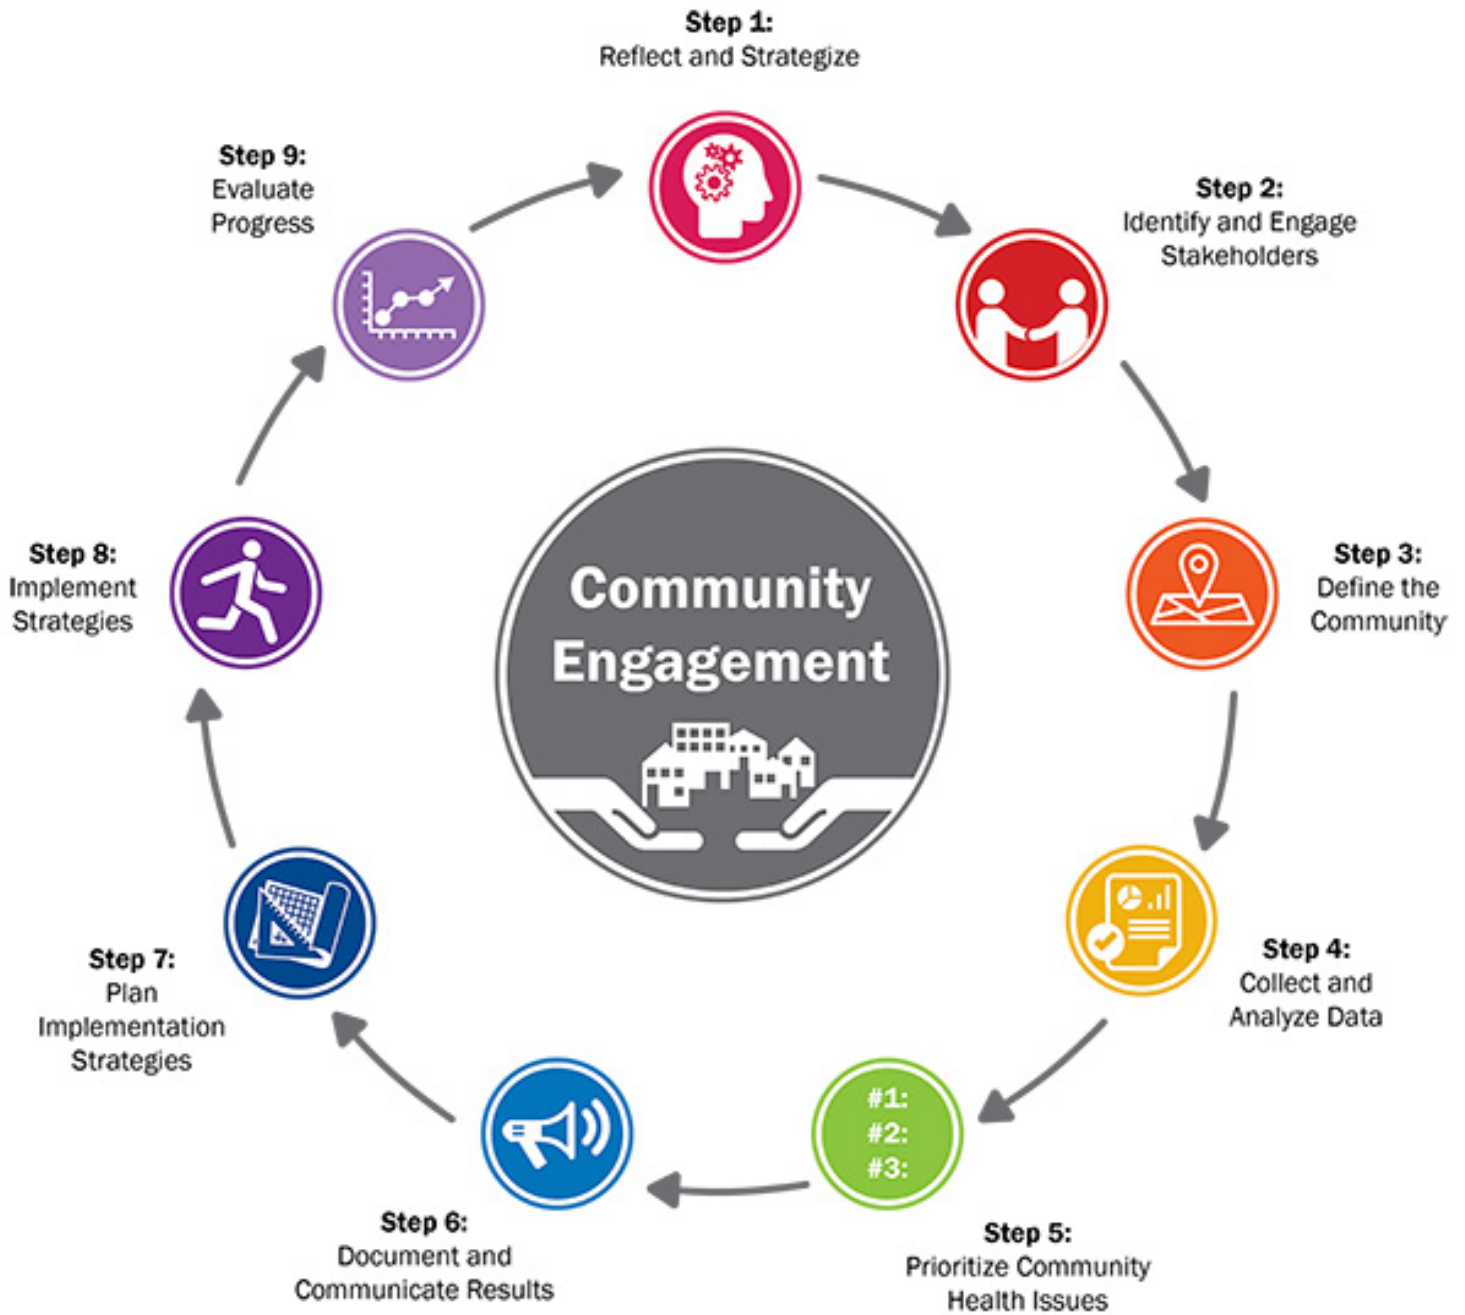 Step 1:
Reflect and Strategize
Step 2:
Identify and Engage
Stakeholders
Step 3:
Define the
Community
Step 4:
Collect and
Analyze Data
#1:
#2:
#3:
Step 5:
Prioritize Community
Health Issues
Step 6:
Document and
Communicate Results
Step 7:
Plan
Implementation
Strategies
Step 8:
Implement
Strategies
Step 9:
Evaluate
Progress
Community
Engagement